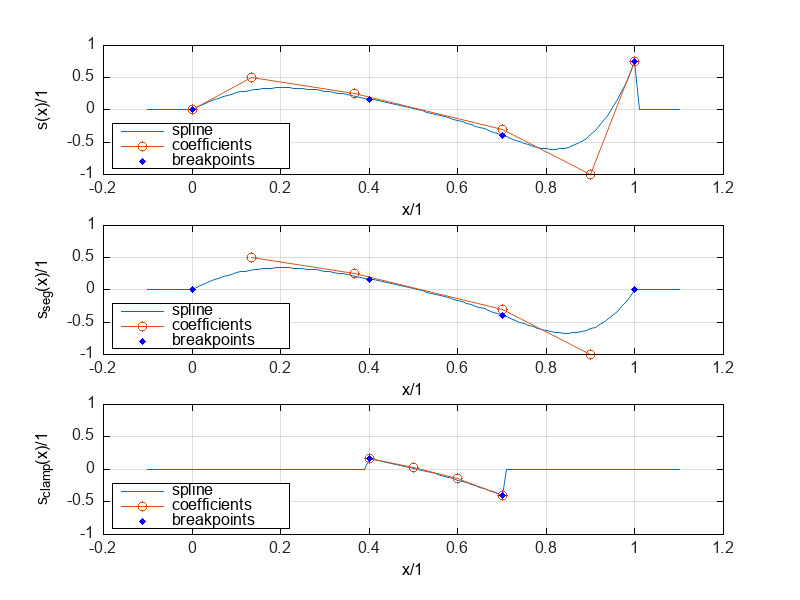 1
0.5
0
-0.5
-1
s(x)/1
spline
coefficients
breakpoints
-0.2 0 0.2 0.4 0.6 0.8 1 1.2
x/1
1
0.5
0
-0.5
-1
sseg(x)/1
spline
coefficients
breakpoints
-0.2 0 0.2 0.4 0.6 0.8 1 1.2
x/1
1
0.5
0
-0.5
-1
sclamp(x)/1
spline
coefficients
breakpoints
-0.2 0 0.2 0.4 0.6 0.8 1 1.2
x/1